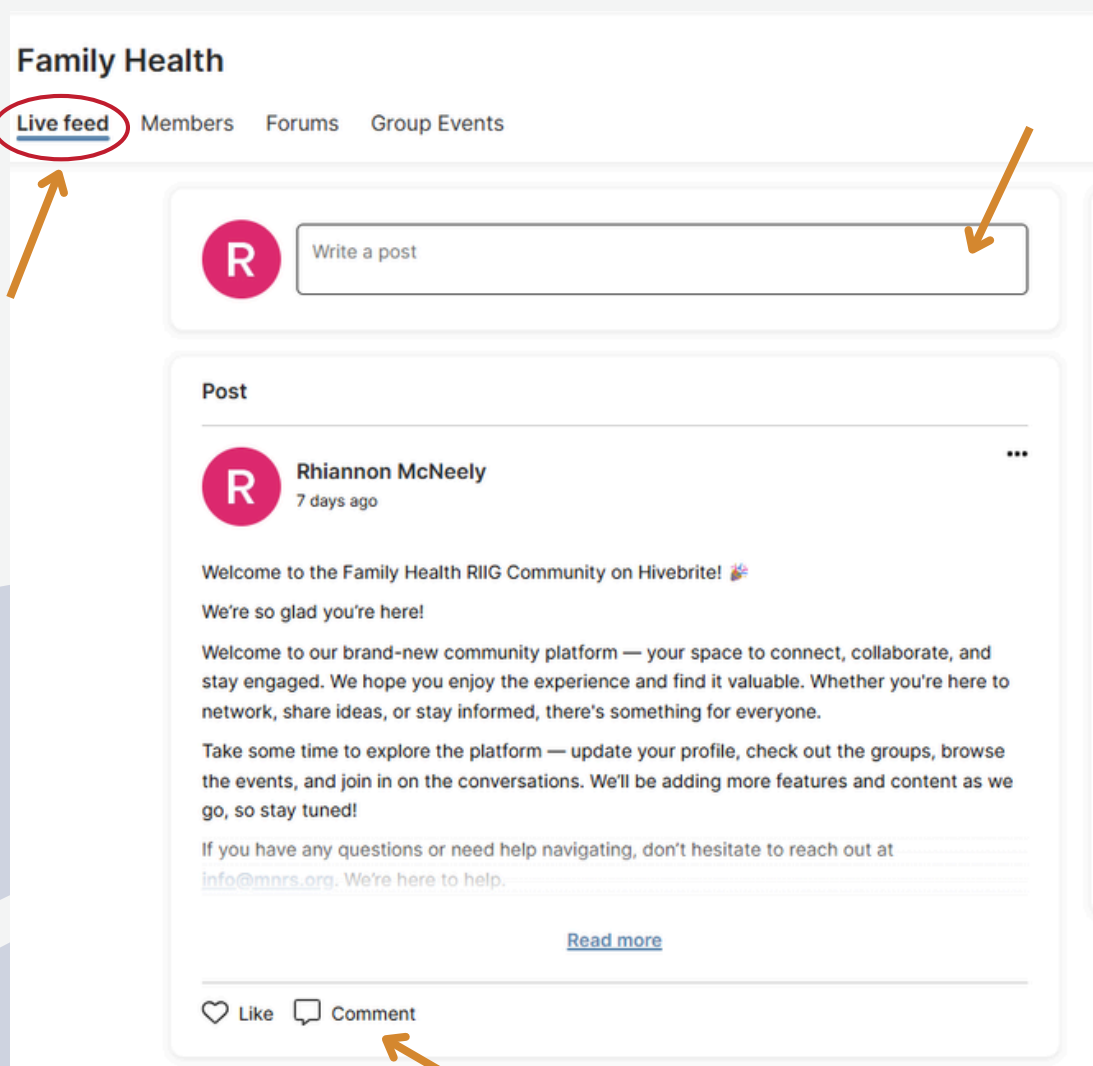 Family Health
Live feed Members Forums Group Events
R
Write a post
Post
R
Rhiannon McNeely
7 days ago
Welcome to the Family Health RIIG Community on Hivebrite! 🎉
We're so glad you're here!
Welcome to our brand-new community platform — your space to connect, collaborate, and
stay engaged. We hope you enjoy the experience and find it valuable. Whether you're here to
network, share ideas, or stay informed, there's something for everyone.
Take some time to explore the platform — update your profile, check out the groups, browse
the events, and join in on the conversations. We'll be adding more features and content as we
go, so stay tuned!
If you have any questions or need help navigating, don't hesitate to reach out at
info@mnrs.org. We're here to help.
Read more
Like Comment